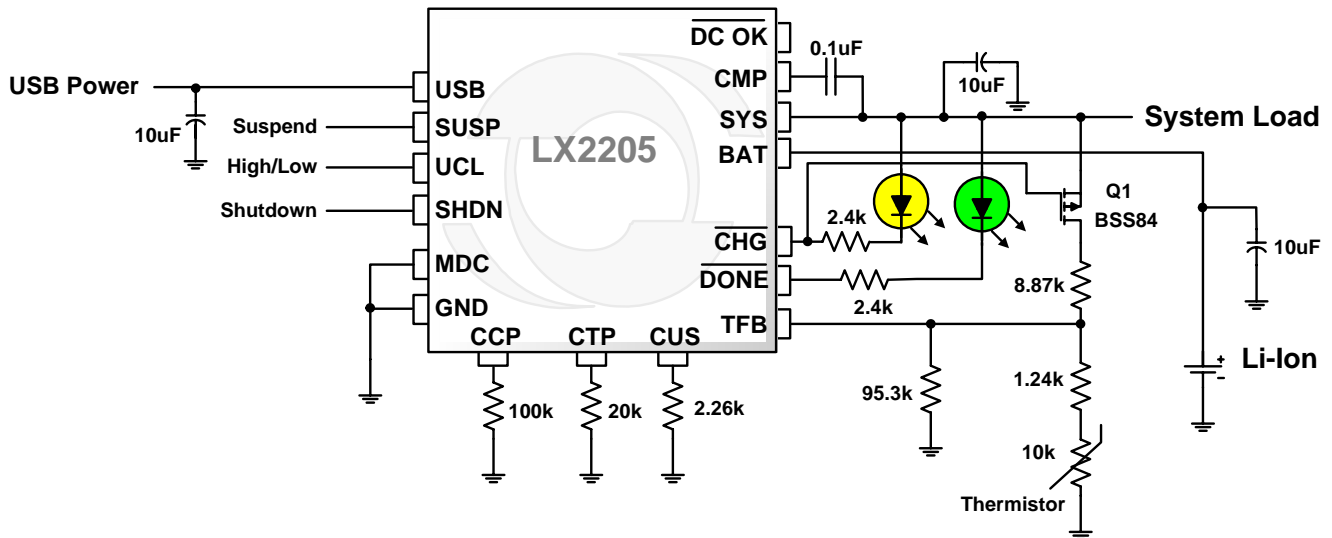 DC OK
0.1uF
10uF
CMP
USB Power
USB
SYS
System Load
10uF
Suspend
SUSP
LX2205
BAT
High/Low
UCL
Q1
BSS84
Shutdown
SHDN
2.4k
CHG
10uF
MDC
DONE
8.87k
2.4k
GND
TFB
CCP
CTP
CUS
+
-
Li-Ion
95.3k
1.24k
100k
20k
2.26k
10k
Thermistor